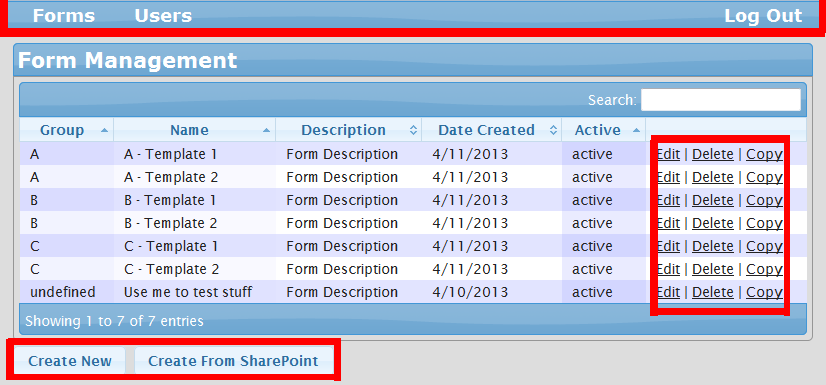 Forms Users Log Out
Form Management
Search:
Group Name Description Date Created Active
A A - Template 1 Form Description 4/11/2013 active Edit | Delete | Copy
A A - Template 2 Form Description 4/11/2013 active Edit | Delete | Copy
B B - Template 1 Form Description 4/11/2013 active Edit | Delete | Copy
B B - Template 2 Form Description 4/11/2013 active Edit | Delete | Copy
C C - Template 1 Form Description 4/11/2013 active Edit | Delete | Copy
C C - Template 2 Form Description 4/11/2013 active Edit | Delete | Copy
undefined Use me to test stuff Form Description 4/10/2013 active Edit | Delete | Copy
Showing 1 to 7 of 7 entries
Create New Create From SharePoint